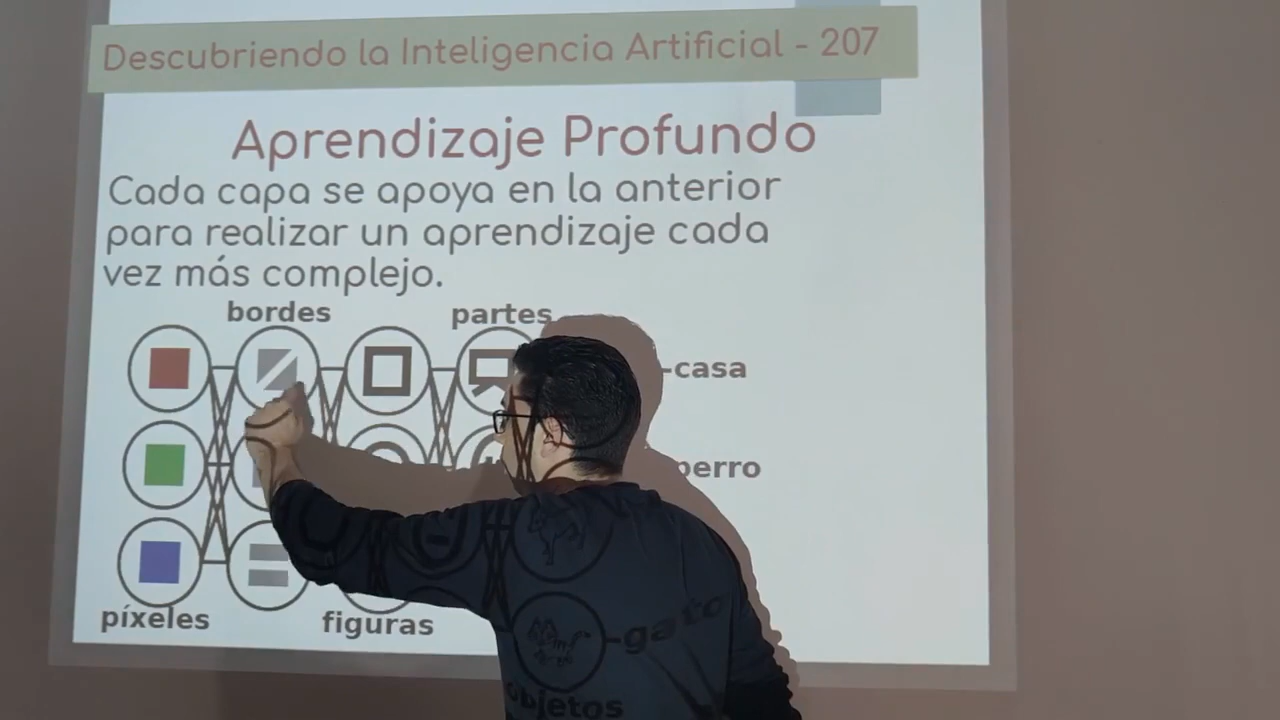 Descubriendo la Inteligencia Artificial - 207
Aprendizaje Profundo
Cada capa se apoya en la anterior
para realizar un aprendizaje cada
vez más complejo.
bordes
partes
-casa
perro
-gato
píxeles
figuras
objetos